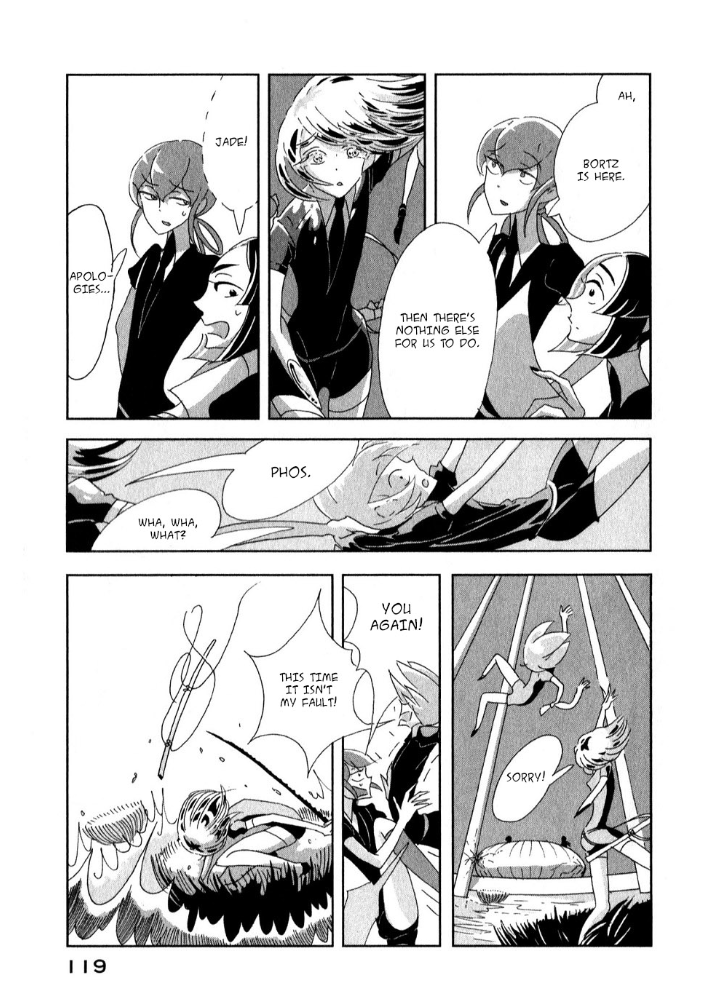 AH,
BORTZ
IS HERE.
THEN THERE'S
NOTHING ELSE
FOR US TO DO.
JADE!
APOLO-
GIES...
PHOS.
WHA, WHA,
WHAT?
SORRY!
YOU
AGAIN!
THIS TIME
IT ISN'T
MY FAULT!
119